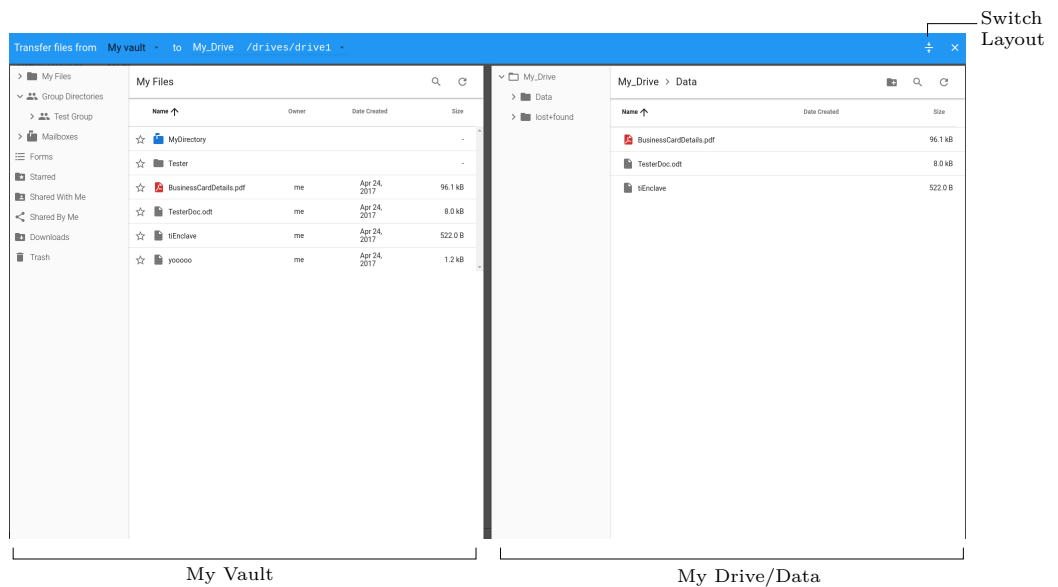 Switch
Layout
Transfer files from My vault to My_Drive /drives/drive1
My Files
Group Directories
Test Group
Mailboxes
Forms
Starred
Shared With Me
Shared By Me
Downloads
Trash
My Files
Name Owner Date Created Size
MyDirectory -
Tester -
BusinessCardDetails.pdf me Apr 24, 2017 96.1 kB
TesterDoc.odt me Apr 24, 2017 8.0 kB
tiEnclave me Apr 24, 2017 522.0 B
yooooo me Apr 24, 2017 1.2 kB
My_Drive
Data
lost+found
My_Drive > Data
Name Date Created Size
BusinessCardDetails.pdf 96.1 kB
TesterDoc.odt 8.0 kB
tiEnclave 522.0 B
My Vault
My Drive/Data